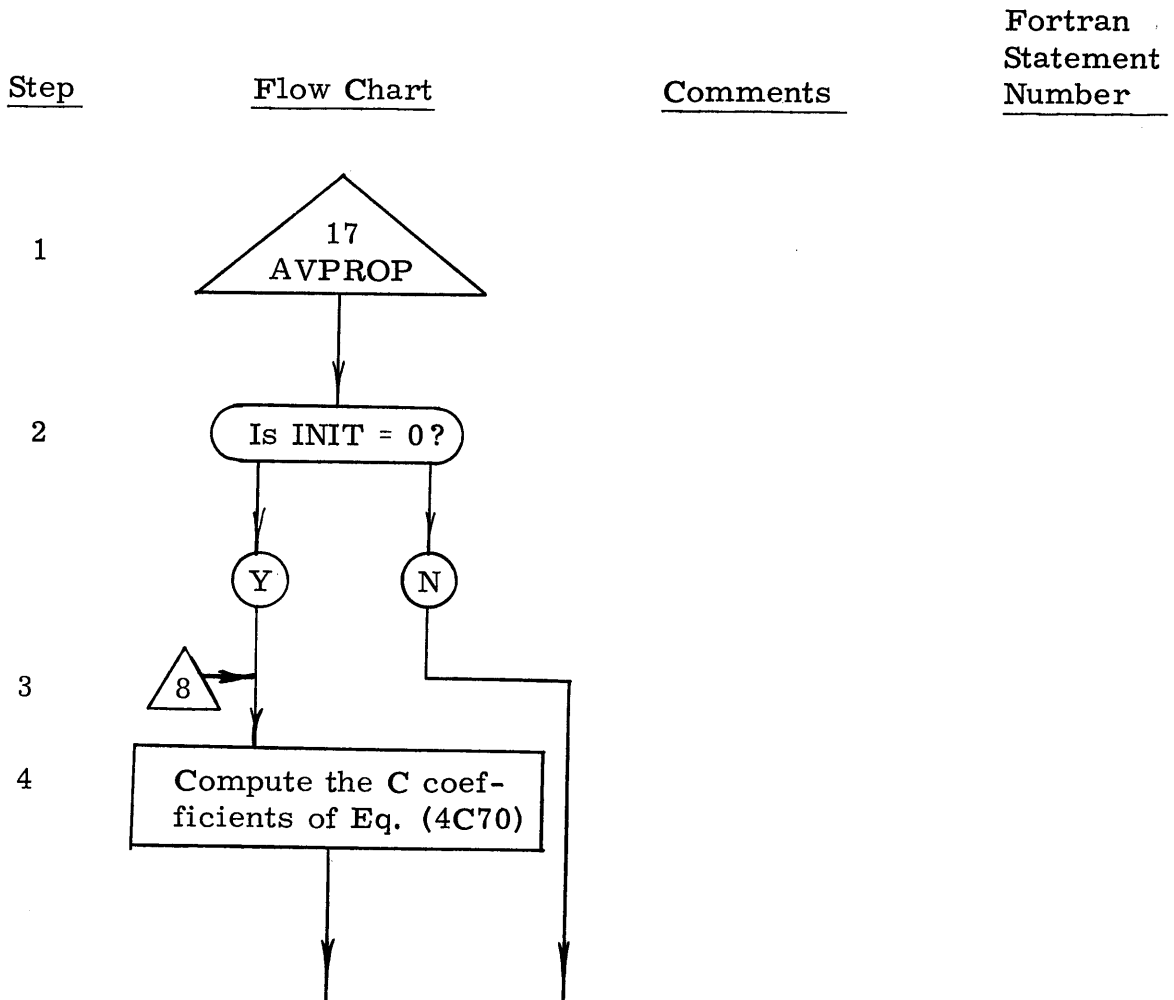 Fortran
Statement
Step Flow Chart Comments Number
1
17
AVPROP
2
Is INIT = 0?
Y N
3
8
4
Compute the C coef-
ficients of Eq. (4C70)